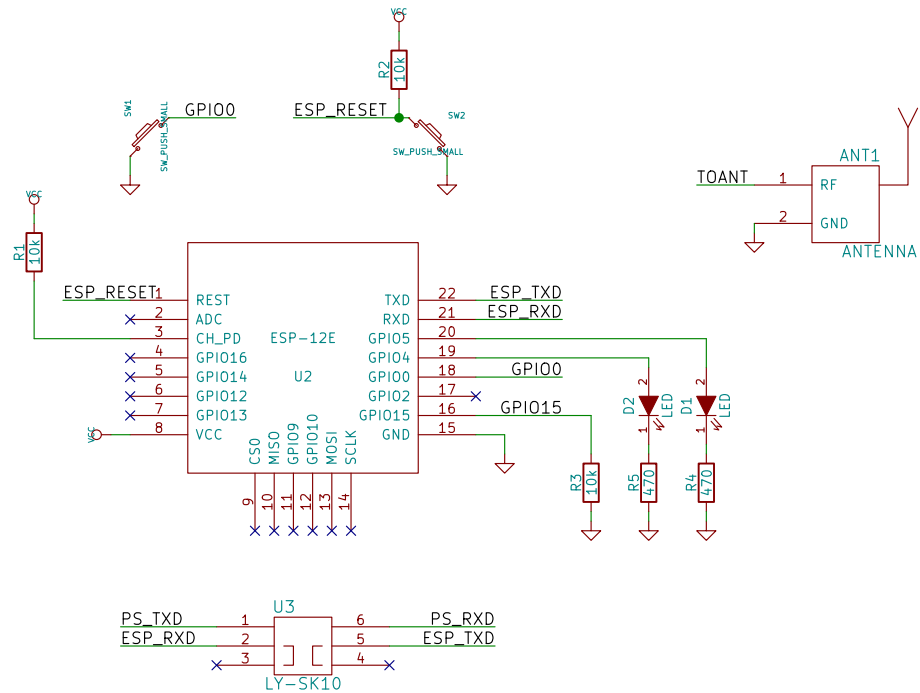 VCC
R2
10k
SW1
GPIO0
SW_PUSH_SMALL
ESP_RESET
SW2
SW_PUSH_SMALL
ANT1
TOANT
1
RF
2
GND
ANTENNA
VCC
R1
10k
ESP_RESET
1
REST
TXD
22
ESP_TXD
2
ADC
RXD
21
ESP_RXD
3
CH_PD
ESP-12E
GPIO5
20
4
GPIO16
GPIO4
19
5
GPIO14
U2
GPIO0
18
GPIO0
6
GPIO12
GPIO2
17
7
GPIO13
GPIO15
16
GPIO15
VCC
8
VCC
GND
15
2
D2
LED
1
2
D1
LED
1
CS0
MISO
GPIO9
GPIO10
MOSI
SCLK
9
10
11
12
13
14
R3
10k
R5
470
R4
470
U3
PS_TXD
1
6
PS_RXD
ESP_RXD
2
5
ESP_TXD
3
4
LY-SK10